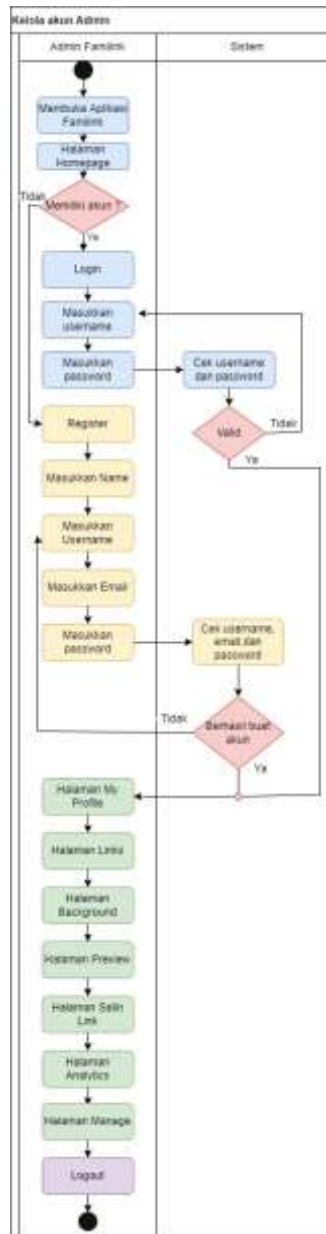 Kelola akun Admin
Admin Familink
Sistem
Membuka Aplikasi
Familink
Halaman
Homepage
Tidak
Memiliki akun ?
Ya
Login
Masukkan
username
Masukkan
password
Cek username
dan password
Valid
Tidak
Ya
Register
Masukkan Name
Masukkan
Username
Masukkan Email
Masukkan
password
Cek username,
email dan
password
Tidak
Berhasil buat
akun
Ya
Halaman My
Profile
Halaman Links
Halaman
Background
Halaman Preview
Halaman Salin
Link
Halaman
Analytics
Halaman Manage
Logout